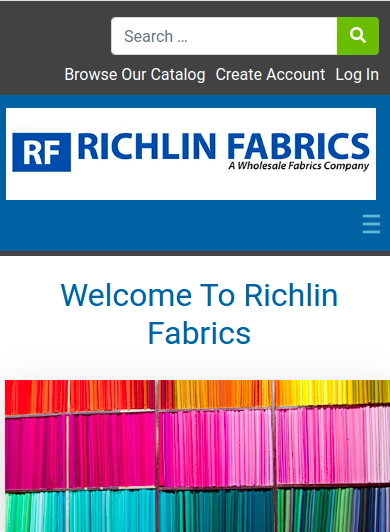 Search …
Browse Our Catalog Create Account Log In
RF RICHLIN FABRICS
A Wholesale Fabrics Company
Welcome To Richlin
Fabrics